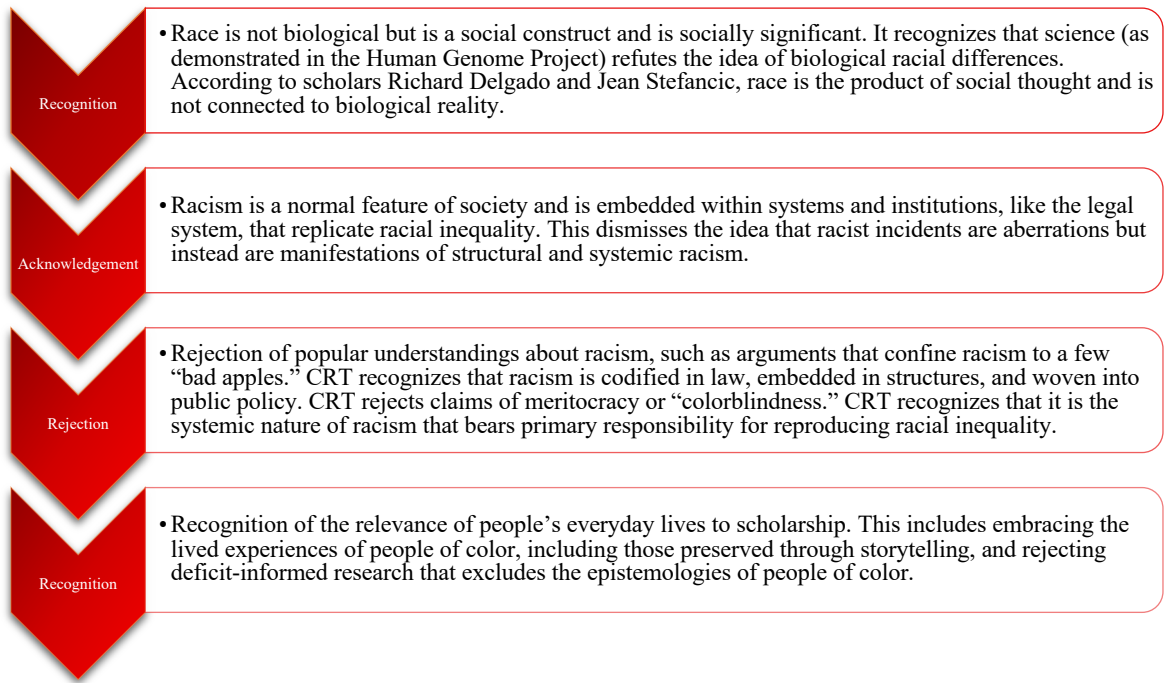 Recognition
• Race is not biological but is a social construct and is socially significant. It recognizes that science (as
demonstrated in the Human Genome Project) refutes the idea of biological racial differences.
According to scholars Richard Delgado and Jean Stefancic, race is the product of social thought and is
not connected to biological reality.
Acknowledgement
• Racism is a normal feature of society and is embedded within systems and institutions, like the legal
system, that replicate racial inequality. This dismisses the idea that racist incidents are aberrations but
instead are manifestations of structural and systemic racism.
Rejection
• Rejection of popular understandings about racism, such as arguments that confine racism to a few
“bad apples.” CRT recognizes that racism is codified in law, embedded in structures, and woven into
public policy. CRT rejects claims of meritocracy or “colorblindness.” CRT recognizes that it is the
systemic nature of racism that bears primary responsibility for reproducing racial inequality.
Recognition
• Recognition of the relevance of people’s everyday lives to scholarship. This includes embracing the
lived experiences of people of color, including those preserved through storytelling, and rejecting
deficit-informed research that excludes the epistemologies of people of color.